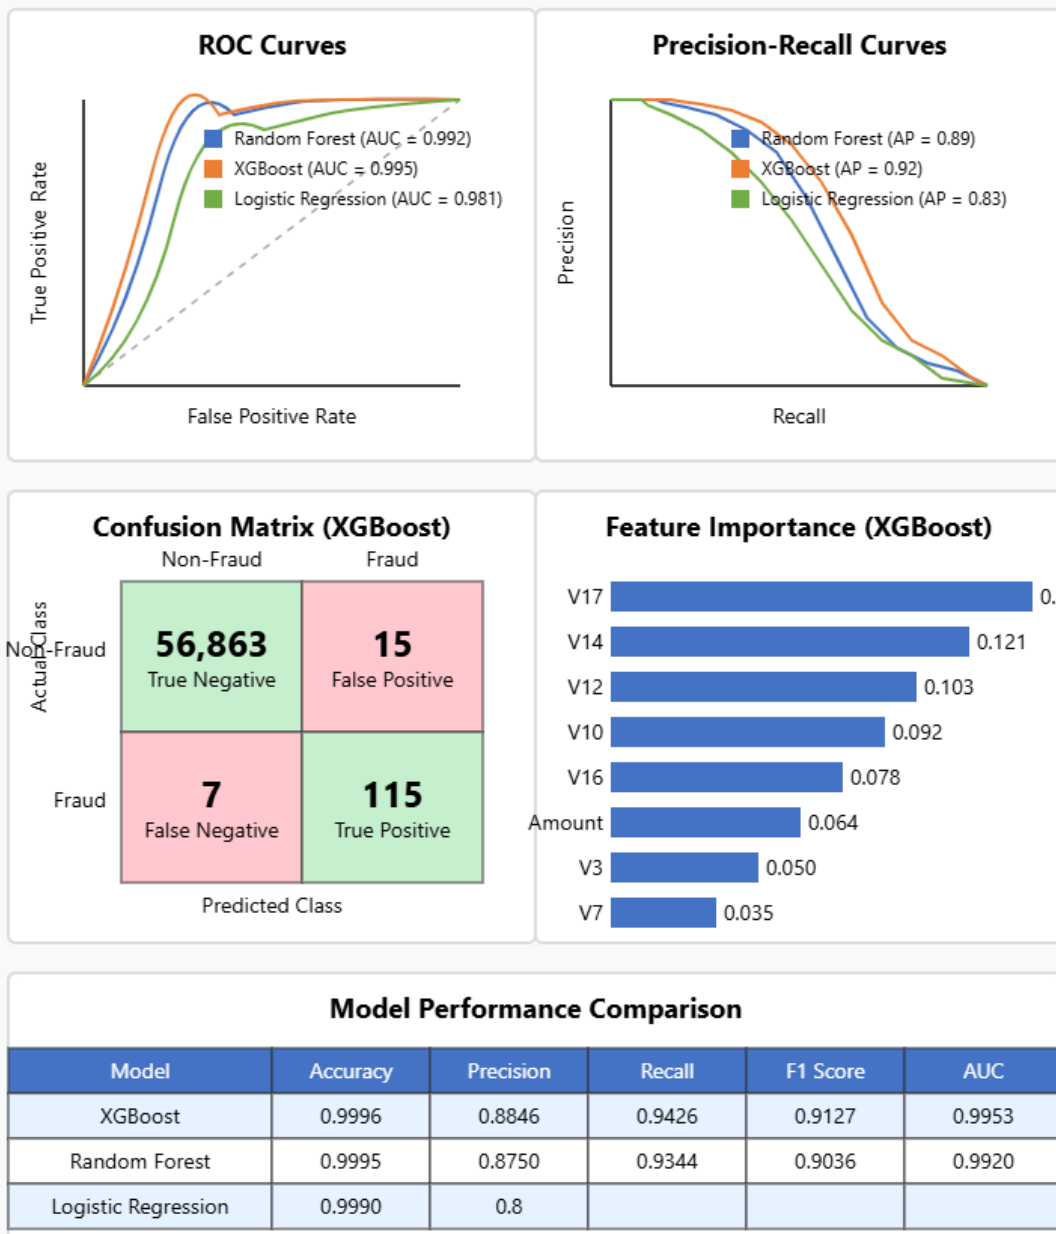 ROC Curves
True Positive Rate
Random Forest (AUC = 0.992)
XGBoost (AUC = 0.995)
Logistic Regression (AUC = 0.981)
False Positive Rate
Precision-Recall Curves
Precision
Random Forest (AP = 0.89)
XGBoost (AP = 0.92)
Logistic Regression (AP = 0.83)
Recall
Confusion Matrix (XGBoost)
Non-Fraud Fraud
Actual Class
Non-Fraud
56,863 15
True Negative False Positive
Fraud
7 115
False Negative True Positive
Predicted Class
Feature Importance (XGBoost)
V17 0.
V14 0.121
V12 0.103
V10 0.092
V16 0.078
Amount 0.064
V3 0.050
V7 0.035
Model Performance Comparison
Model Accuracy Precision Recall F1 Score AUC
XGBoost 0.9996 0.8846 0.9426 0.9127 0.9953
Random Forest 0.9995 0.8750 0.9344 0.9036 0.9920
Logistic Regression 0.9990 0.8